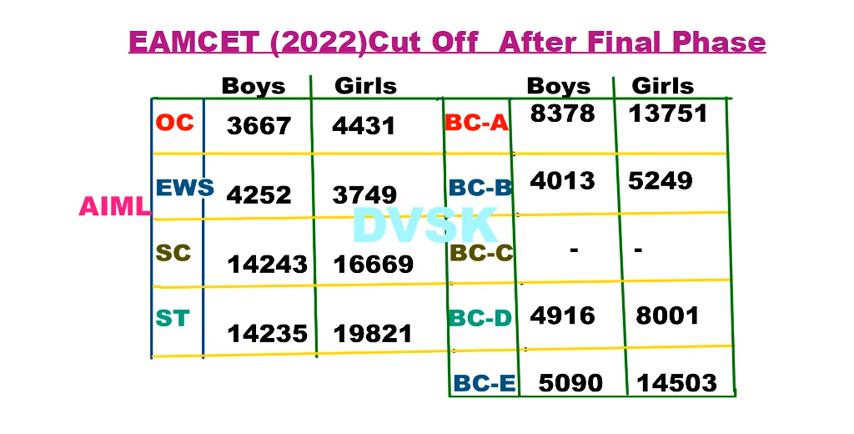 EAMCET (2022)Cut Off After Final Phase
Boys Girls Boys Girls
OC 3667 4431 BC-A 8378 13751
AIML
EWS 4252 3749 BC-B 4013 5249
DVSK
SC 14243 16669 BC-C - -
ST 14235 19821 BC-D 4916 8001
BC-E 5090 14503